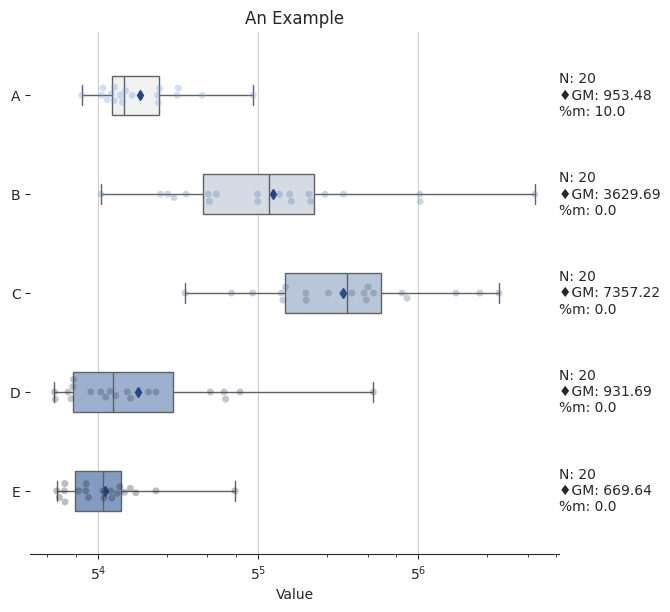 An Example
A
N: 20
♦GM: 953.48
%m: 10.0
B
N: 20
♦GM: 3629.69
%m: 0.0
C
N: 20
♦GM: 7357.22
%m: 0.0
D
N: 20
♦GM: 931.69
%m: 0.0
E
N: 20
♦GM: 669.64
%m: 0.0
5⁴ 5⁵ 5⁶
Value